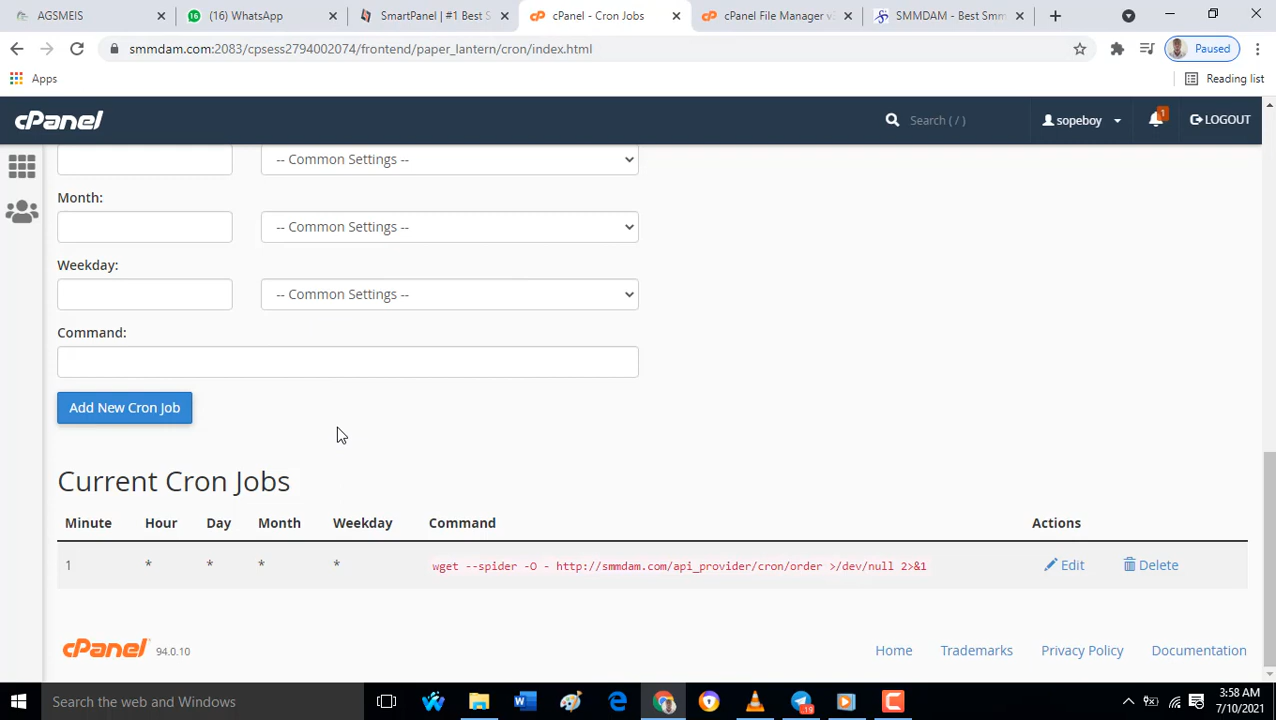 AGSMEIS
(16) WhatsApp
SmartPanel | #1 Best S
cPanel - Cron Jobs
cPanel File Manager v
SMMDAM - Best Smm
smmdam.com:2083/cpsess2794002074/frontend/paper_lantern/cron/index.html
Paused
Apps
Reading list
cPanel
Search ( / )
sopeboy
1
LOGOUT
-- Common Settings --
Month:
-- Common Settings --
Weekday:
-- Common Settings --
Command:
Add New Cron Job
Current Cron Jobs
Minute Hour Day Month Weekday Command Actions
1 * * * * wget --spider -O - http://smmdam.com/api_provider/cron/order >/dev/null 2>&1 Edit Delete
cPanel 94.0.10
Home Trademarks Privacy Policy Documentation
Search the web and Windows
19
3:58 AM
7/10/2021